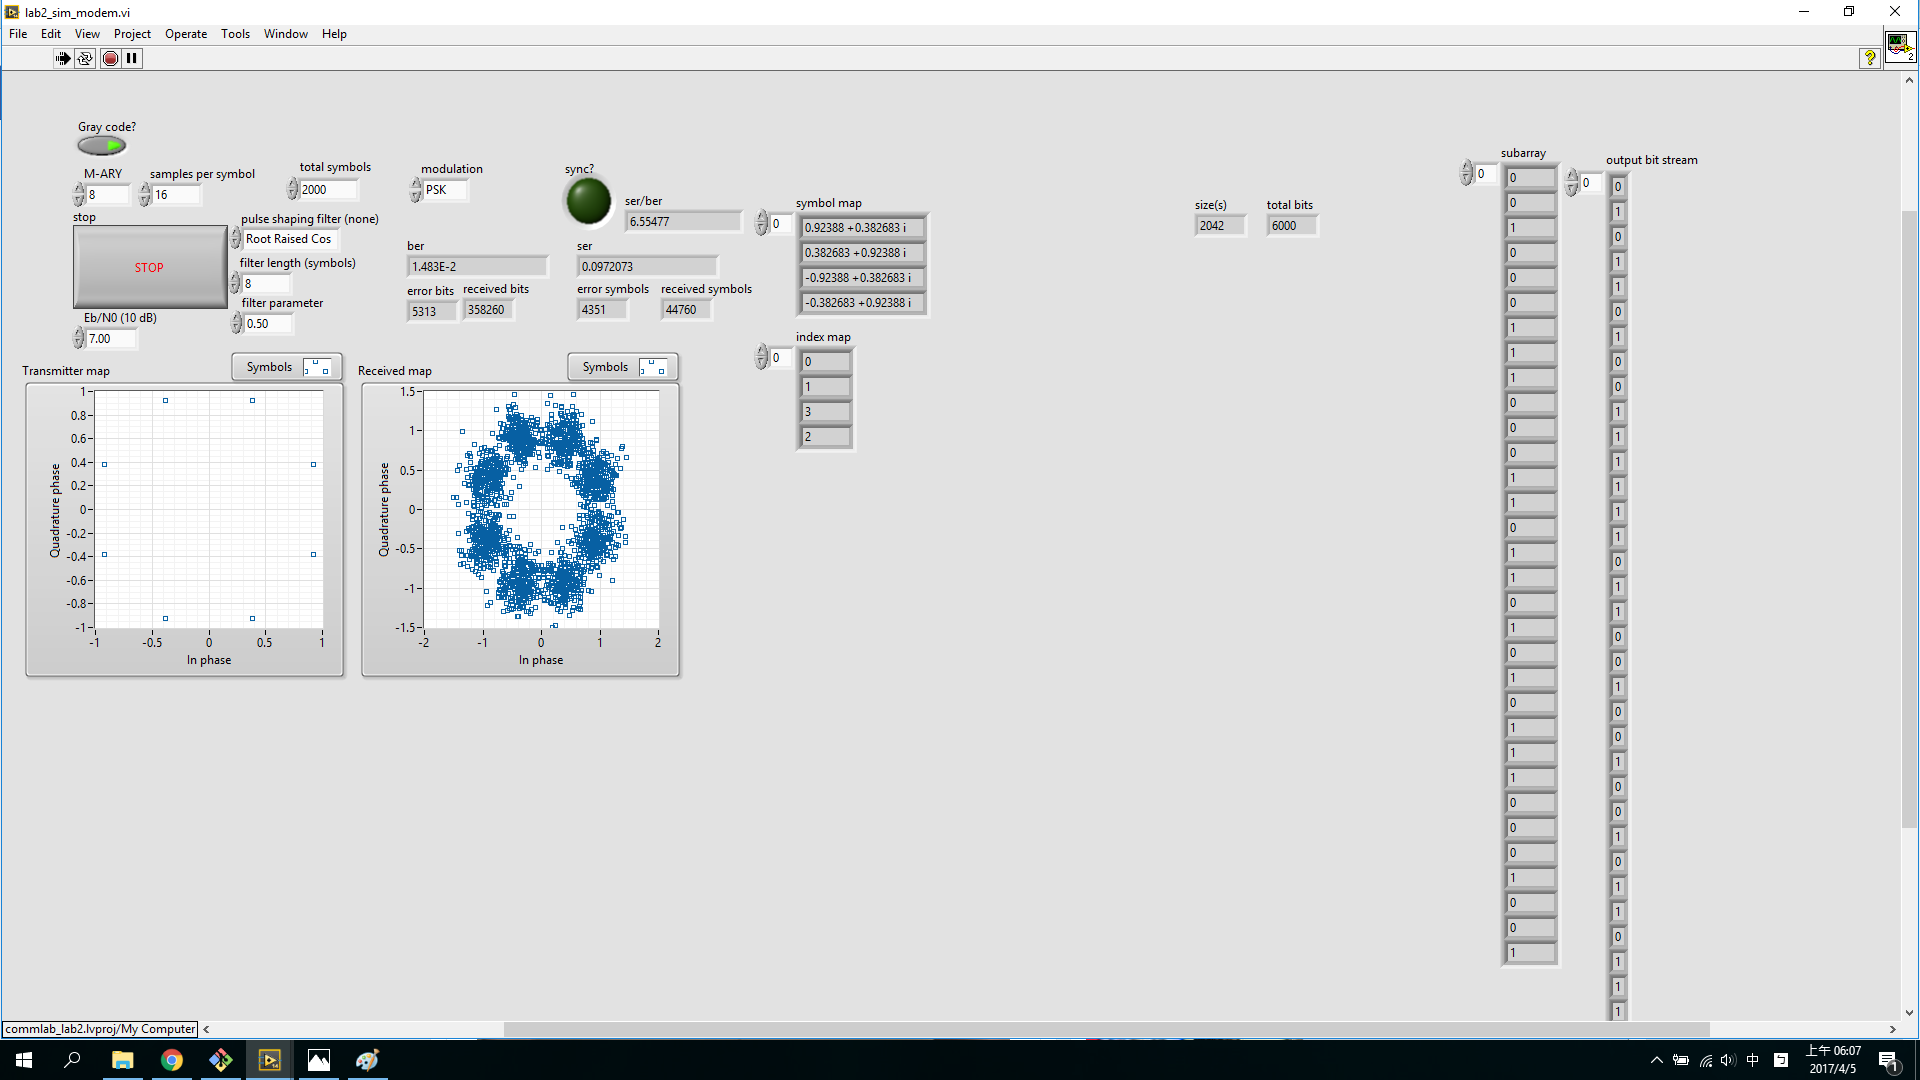 lab2_sim_modem.vi
File Edit View Project Operate Tools Window Help
2
Gray code?
M-ARY
8
samples per symbol
16
total symbols
2000
modulation
PSK
sync?
ser/ber
6.55477
stop
STOP
pulse shaping filter (none)
Root Raised Cos
filter length (symbols)
8
filter parameter
0.50
Eb/N0 (10 dB)
7.00
ber
1.483E-2
error bits
5313
received bits
358260
ser
0.0972073
error symbols
4351
received symbols
44760
symbol map
0
0.92388 +0.382683 i
0.382683 +0.92388 i
-0.92388 +0.382683 i
-0.382683 +0.92388 i
index map
0
0
1
3
2
size(s)
2042
total bits
6000
Transmitter map
Symbols
Quadrature phase
1
0.8
0.6
0.4
0.2
0
-0.2
-0.4
-0.6
-0.8
-1
-1 -0.5 0 0.5 1
In phase
Received map
Symbols
Quadrature phase
1.5
1
0.5
0
-0.5
-1
-1.5
-2 -1 0 1 2
In phase
subarray
0
0
0
1
0
0
0
1
1
1
0
0
0
1
1
0
1
1
0
1
0
1
0
1
1
1
0
0
0
1
0
0
1
output bit stream
0
0
1
0
1
1
0
1
0
0
1
1
1
1
1
1
0
1
1
0
0
1
0
0
1
0
0
1
0
1
1
0
1
1
1
commlab_lab2.lvproj/My Computer
中
上午 06:07
2017/4/5
1